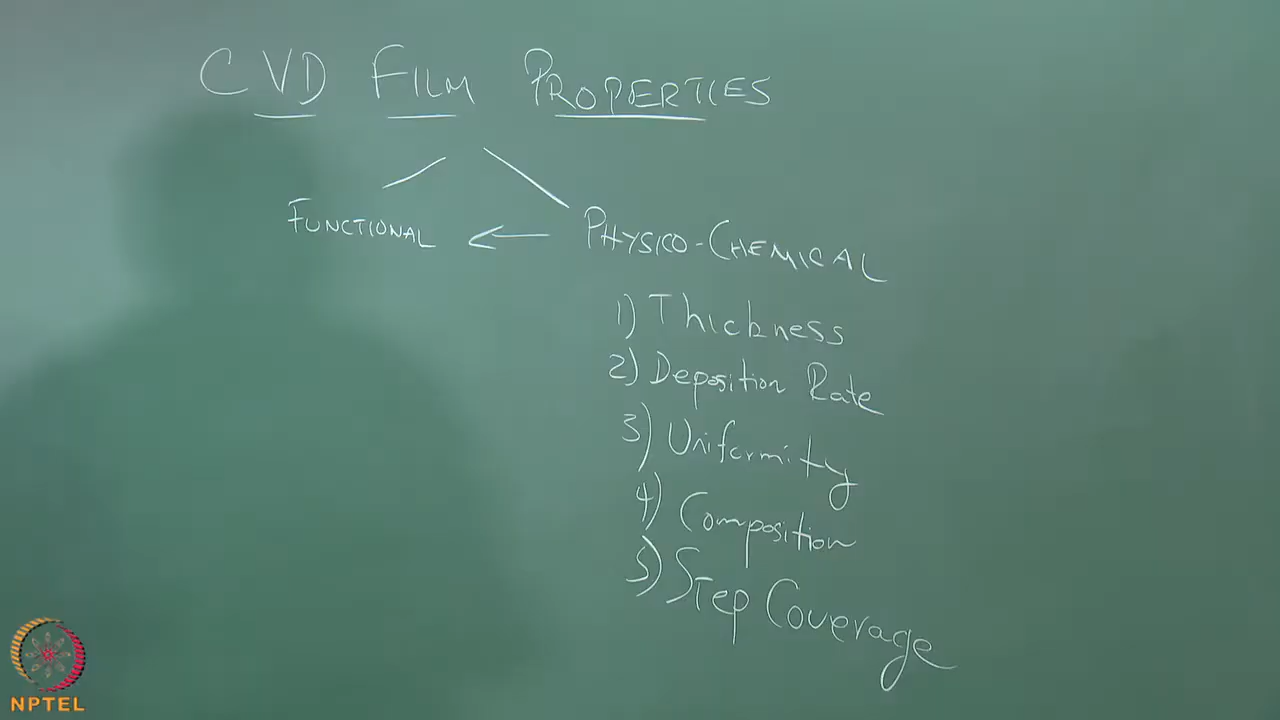 CVD FILM PROPERTIES
FUNCTIONAL ← PHYSICO-CHEMICAL
1) Thickness
2) Deposition Rate
3) Uniformity
4) Composition
5) Step Coverage
NPTEL